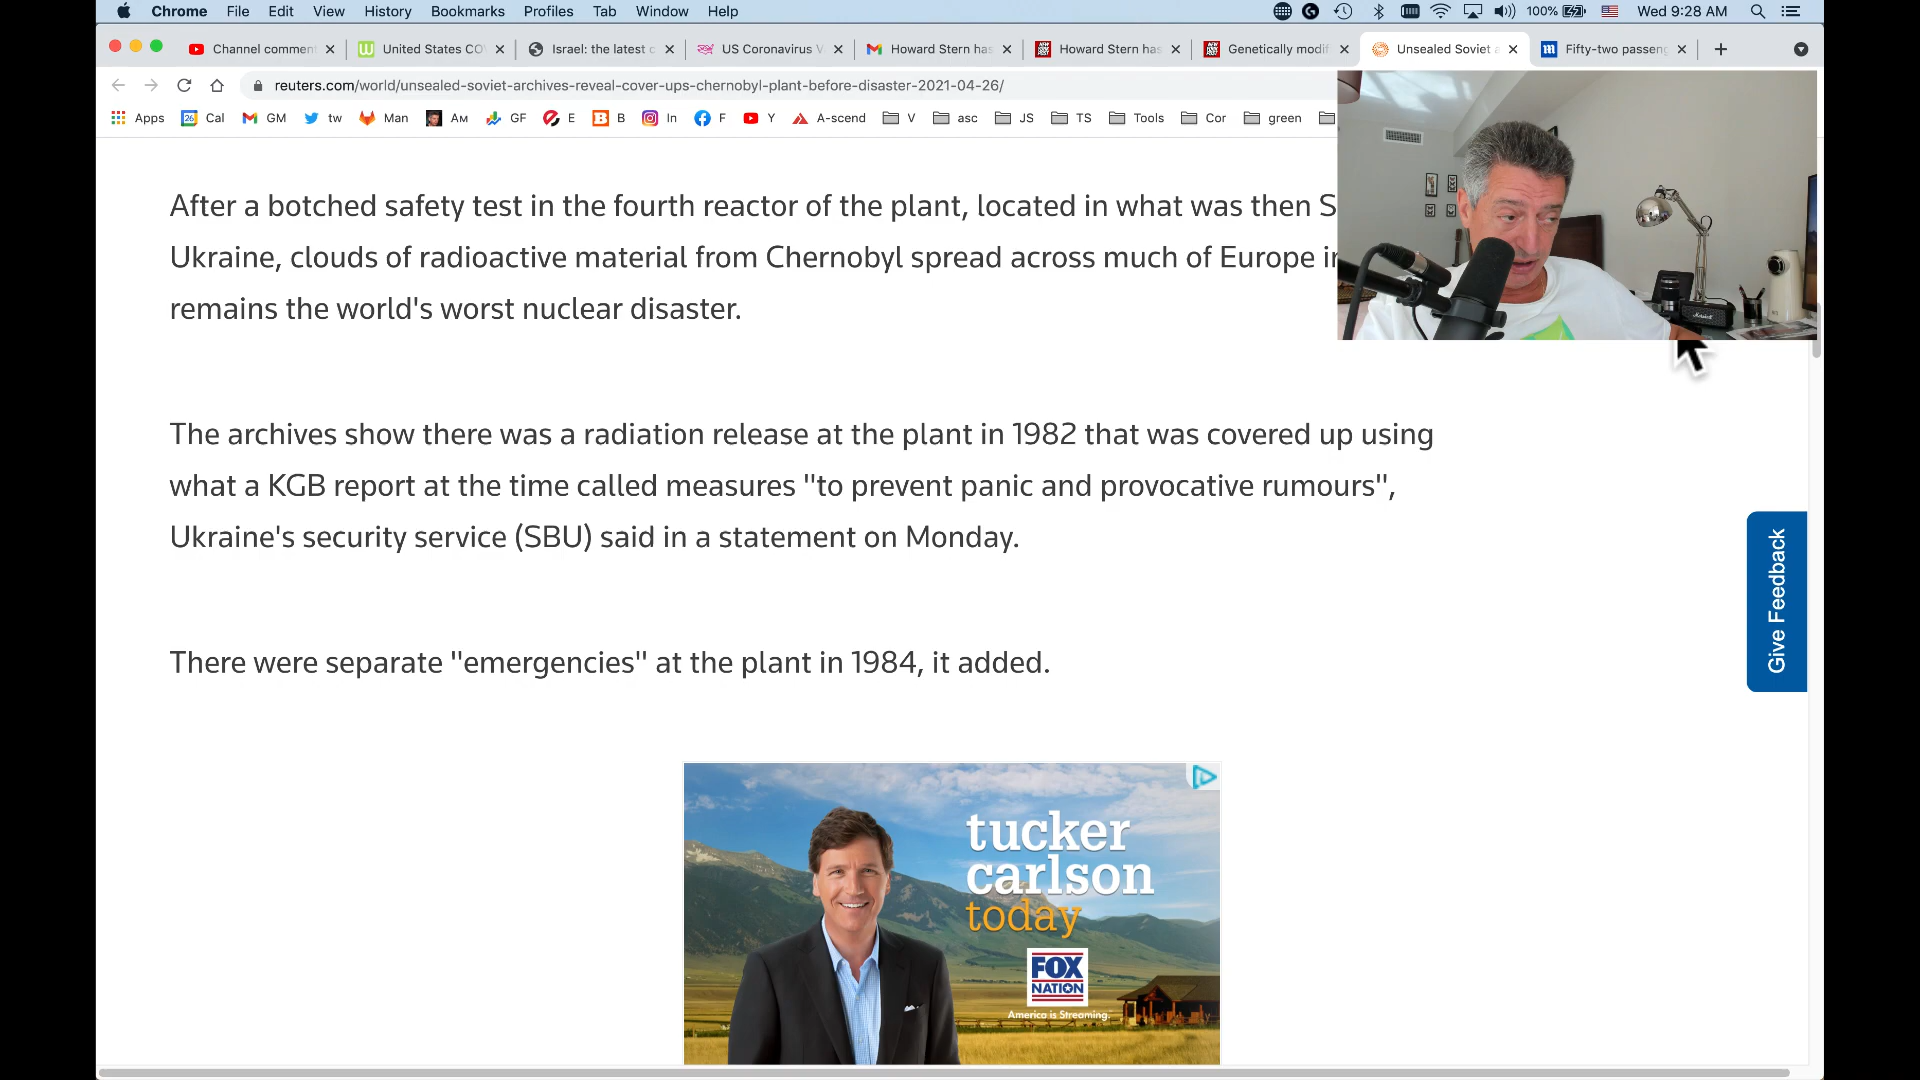 Chrome File Edit View History Bookmarks Profiles Tab Window Help 100% Wed 9:28 AM
Channel comment United States CO Israel: the latest c US Coronavirus V Howard Stern has Howard Stern has Genetically modif Unsealed Soviet a Fifty-two passeng
reuters.com/world/unsealed-soviet-archives-reveal-cover-ups-chernobyl-plant-before-disaster-2021-04-26/
Apps Cal GM tw Man AM GF E B In F Y A-scend V asc JS TS Tools Cor green
After a botched safety test in the fourth reactor of the plant, located in what was then S
Ukraine, clouds of radioactive material from Chernobyl spread across much of Europe in
remains the world's worst nuclear disaster.
The archives show there was a radiation release at the plant in 1982 that was covered up using
what a KGB report at the time called measures "to prevent panic and provocative rumours",
Ukraine's security service (SBU) said in a statement on Monday.
There were separate "emergencies" at the plant in 1984, it added.
Give Feedback
tucker
carlson
today
FOX
NATION
America is Streaming.
Marshall